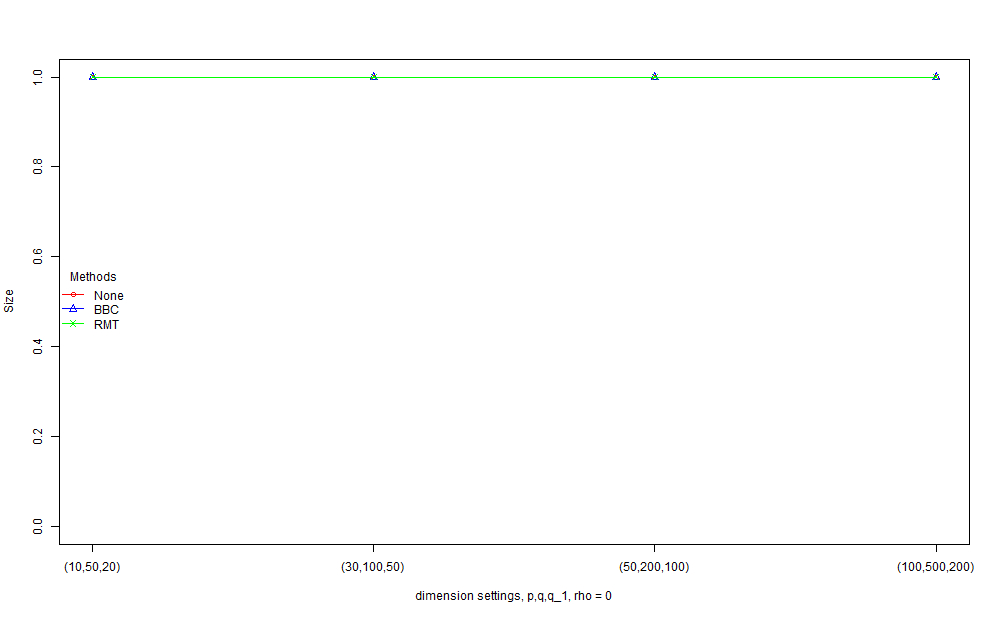 1.0
0.8
0.6
0.4
0.2
0.0
Size
Methods
None
BBC
RMT
(10,50,20)
(30,100,50)
(50,200,100)
(100,500,200)
dimension settings, p,q,q_1, rho = 0